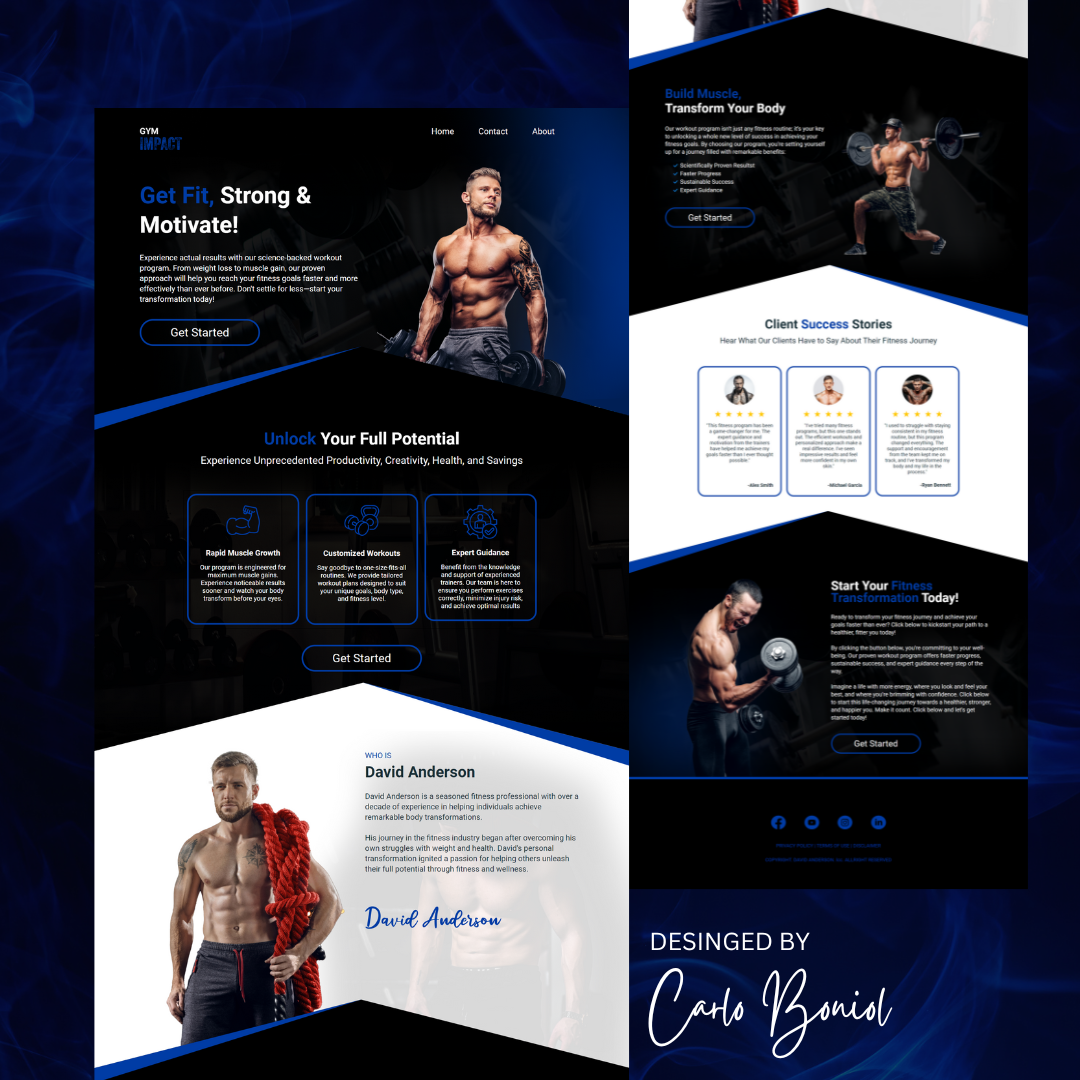 GYM
IMPACT
Home Contact About
Get Fit, Strong &
Motivate!
Experience actual results with our science-backed workout
program. From weight loss to muscle gain, our proven
approach will help you reach your fitness goals faster and more
effectively than ever before. Don't settle for less—start your
transformation today!
Get Started
Unlock Your Full Potential
Experience Unprecedented Productivity, Creativity, Health, and Savings
Rapid Muscle Growth
Our program is engineered for
maximum muscle gains.
Experience noticeable results
sooner and watch your body
transform before your eyes.
Customized Workouts
Say goodbye to one-size-fits-all
routines. We provide tailored
workout plans designed to suit
your unique goals, body type,
and fitness level.
Expert Guidance
Benefit from the knowledge
and support of experienced
trainers. Our team is here to
ensure you perform exercises
correctly, minimize injury risk,
and achieve optimal results
Get Started
WHO IS
David Anderson
David Anderson is a seasoned fitness professional with over a
decade of experience in helping individuals achieve
remarkable body transformations.
His journey in the fitness industry began after overcoming his
own struggles with weight and health. David's personal
transformation ignited a passion for helping others unleash
their full potential through fitness and wellness.
David Anderson
Build Muscle,
Transform Your Body
Our workout program isn't just any fitness routine; it's your key
to unlocking a whole new level of success in achieving your
fitness goals. By choosing our program, you're setting yourself
up for a journey filled with remarkable benefits:
Scientifically Proven Results!
Faster Progress
Sustainable Success
Expert Guidance
Get Started
Client Success Stories
Hear What Our Clients Have to Say About Their Fitness Journey
"This fitness program has been
a game-changer for me. The
expert guidance and
motivation from the trainers
have helped me achieve my
goals faster than I ever thought
possible."
-Alex Smith
"I've tried many fitness
programs, but this one stands
out. The efficient workouts and
personalized approach make a
real difference. I've seen
impressive results and feel
more confident in my own
skin."
-Michael Garcia
"I used to struggle with staying
consistent in my fitness
routine, but this program
changed everything. The
support and encouragement
from the team kept me on
track, and I've transformed my
body and my life in the
process."
-Ryan Bennett
Start Your Fitness
Transformation Today!
Ready to transform your fitness journey and achieve your
goals faster than ever? Click below to kickstart your path to a
healthier, fitter you today!
By clicking the button below, you're committing to your well-
being. Our proven workout program offers faster progress,
sustainable success, and expert guidance every step of the
way.
Imagine a life with more energy, where you look and feel your
best, and where you're brimming with confidence. Click below
to start this life-changing journey towards a healthier, stronger,
and happier you. Make it count. Click below and let's get
started today!
Get Started
PRIVACY POLICY | TERMS OF USE | DISCLAIMER
DESINGED BY
Carlo Boniol